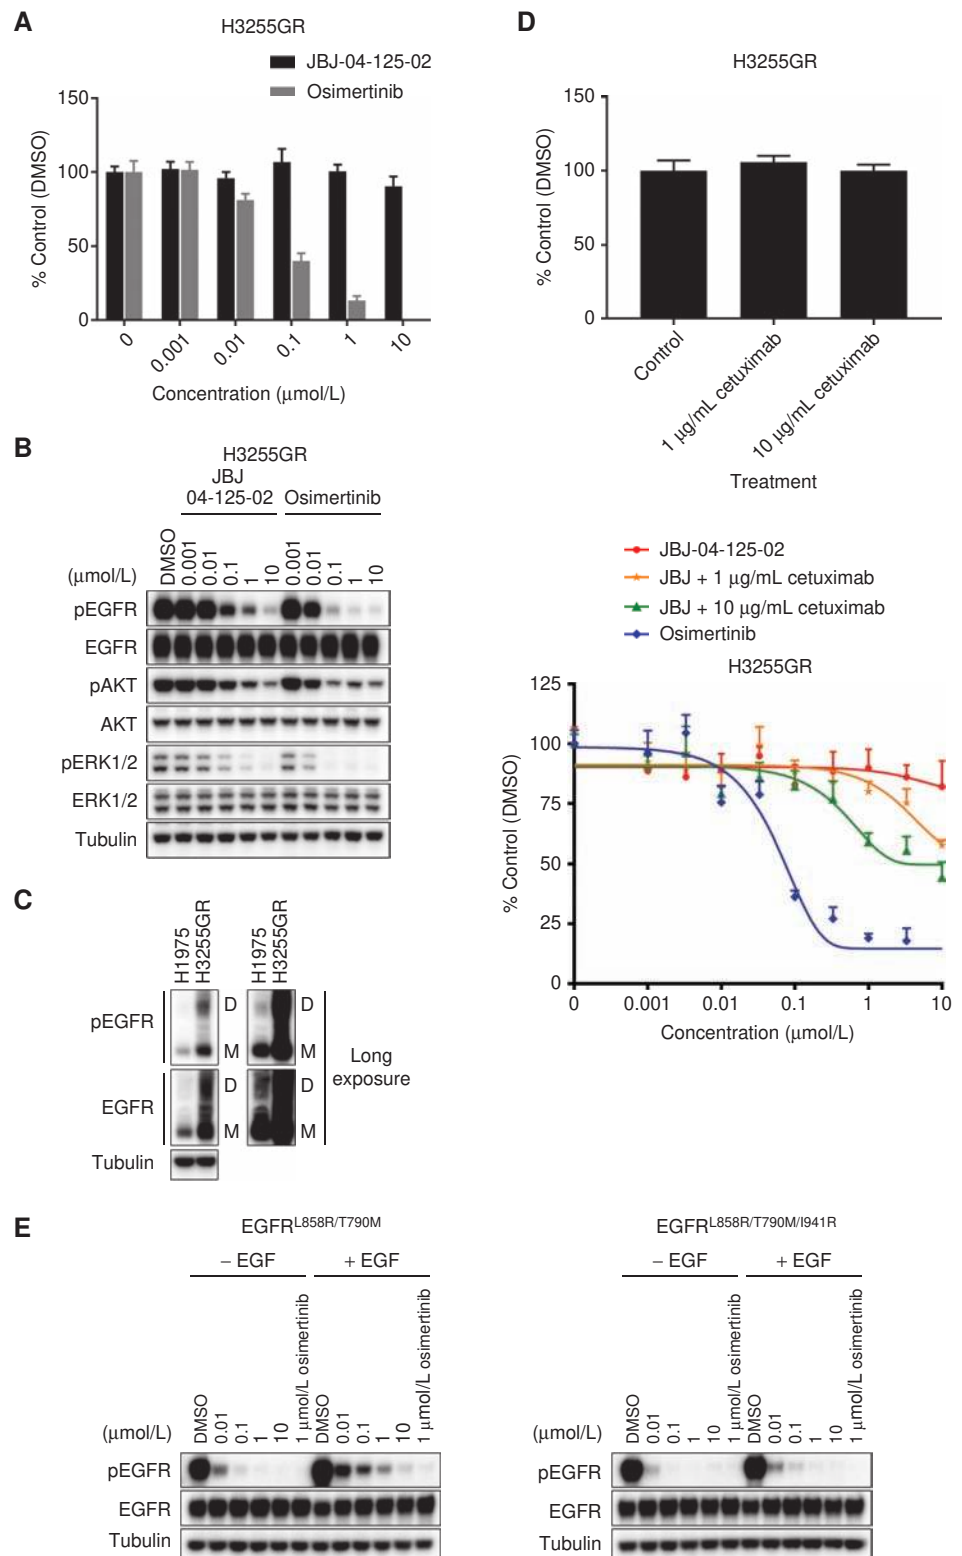 A
H3255GR
JBJ-04-125-02
Osimertinib
% Control (DMSO)
150
100
50
0
0
0.001
0.01
0.1
1
10
Concentration (μmol/L)
D
H3255GR
% Control (DMSO)
150
100
50
0
Control
1 μg/mL cetuximab
10 μg/mL cetuximab
Treatment
B
H3255GR
JBJ
04-125-02
Osimertinib
(μmol/L)
DMSO
0.001
0.01
0.1
1
10
0.001
0.01
0.1
1
10
pEGFR
EGFR
pAKT
AKT
pERK1/2
ERK1/2
Tubulin
JBJ-04-125-02
JBJ + 1 μg/mL cetuximab
JBJ + 10 μg/mL cetuximab
Osimertinib
H3255GR
% Control (DMSO)
125
100
75
50
25
0
0
0.001
0.01
0.1
1
10
Concentration (μmol/L)
C
H1975
H3255GR
H1975
H3255GR
pEGFR
D
M
D
M
EGFR
D
M
D
M
Long
exposure
Tubulin
E
EGFRL858R/T790M
– EGF
+ EGF
(μmol/L)
DMSO
0.01
0.1
1
10
1 μmol/L osimertinib
DMSO
0.01
0.1
1
10
1 μmol/L osimertinib
pEGFR
EGFR
Tubulin
EGFRL858R/T790M/I941R
– EGF
+ EGF
(μmol/L)
DMSO
0.01
0.1
1
10
1 μmol/L osimertinib
DMSO
0.01
0.1
1
10
1 μmol/L osimertinib
pEGFR
EGFR
Tubulin